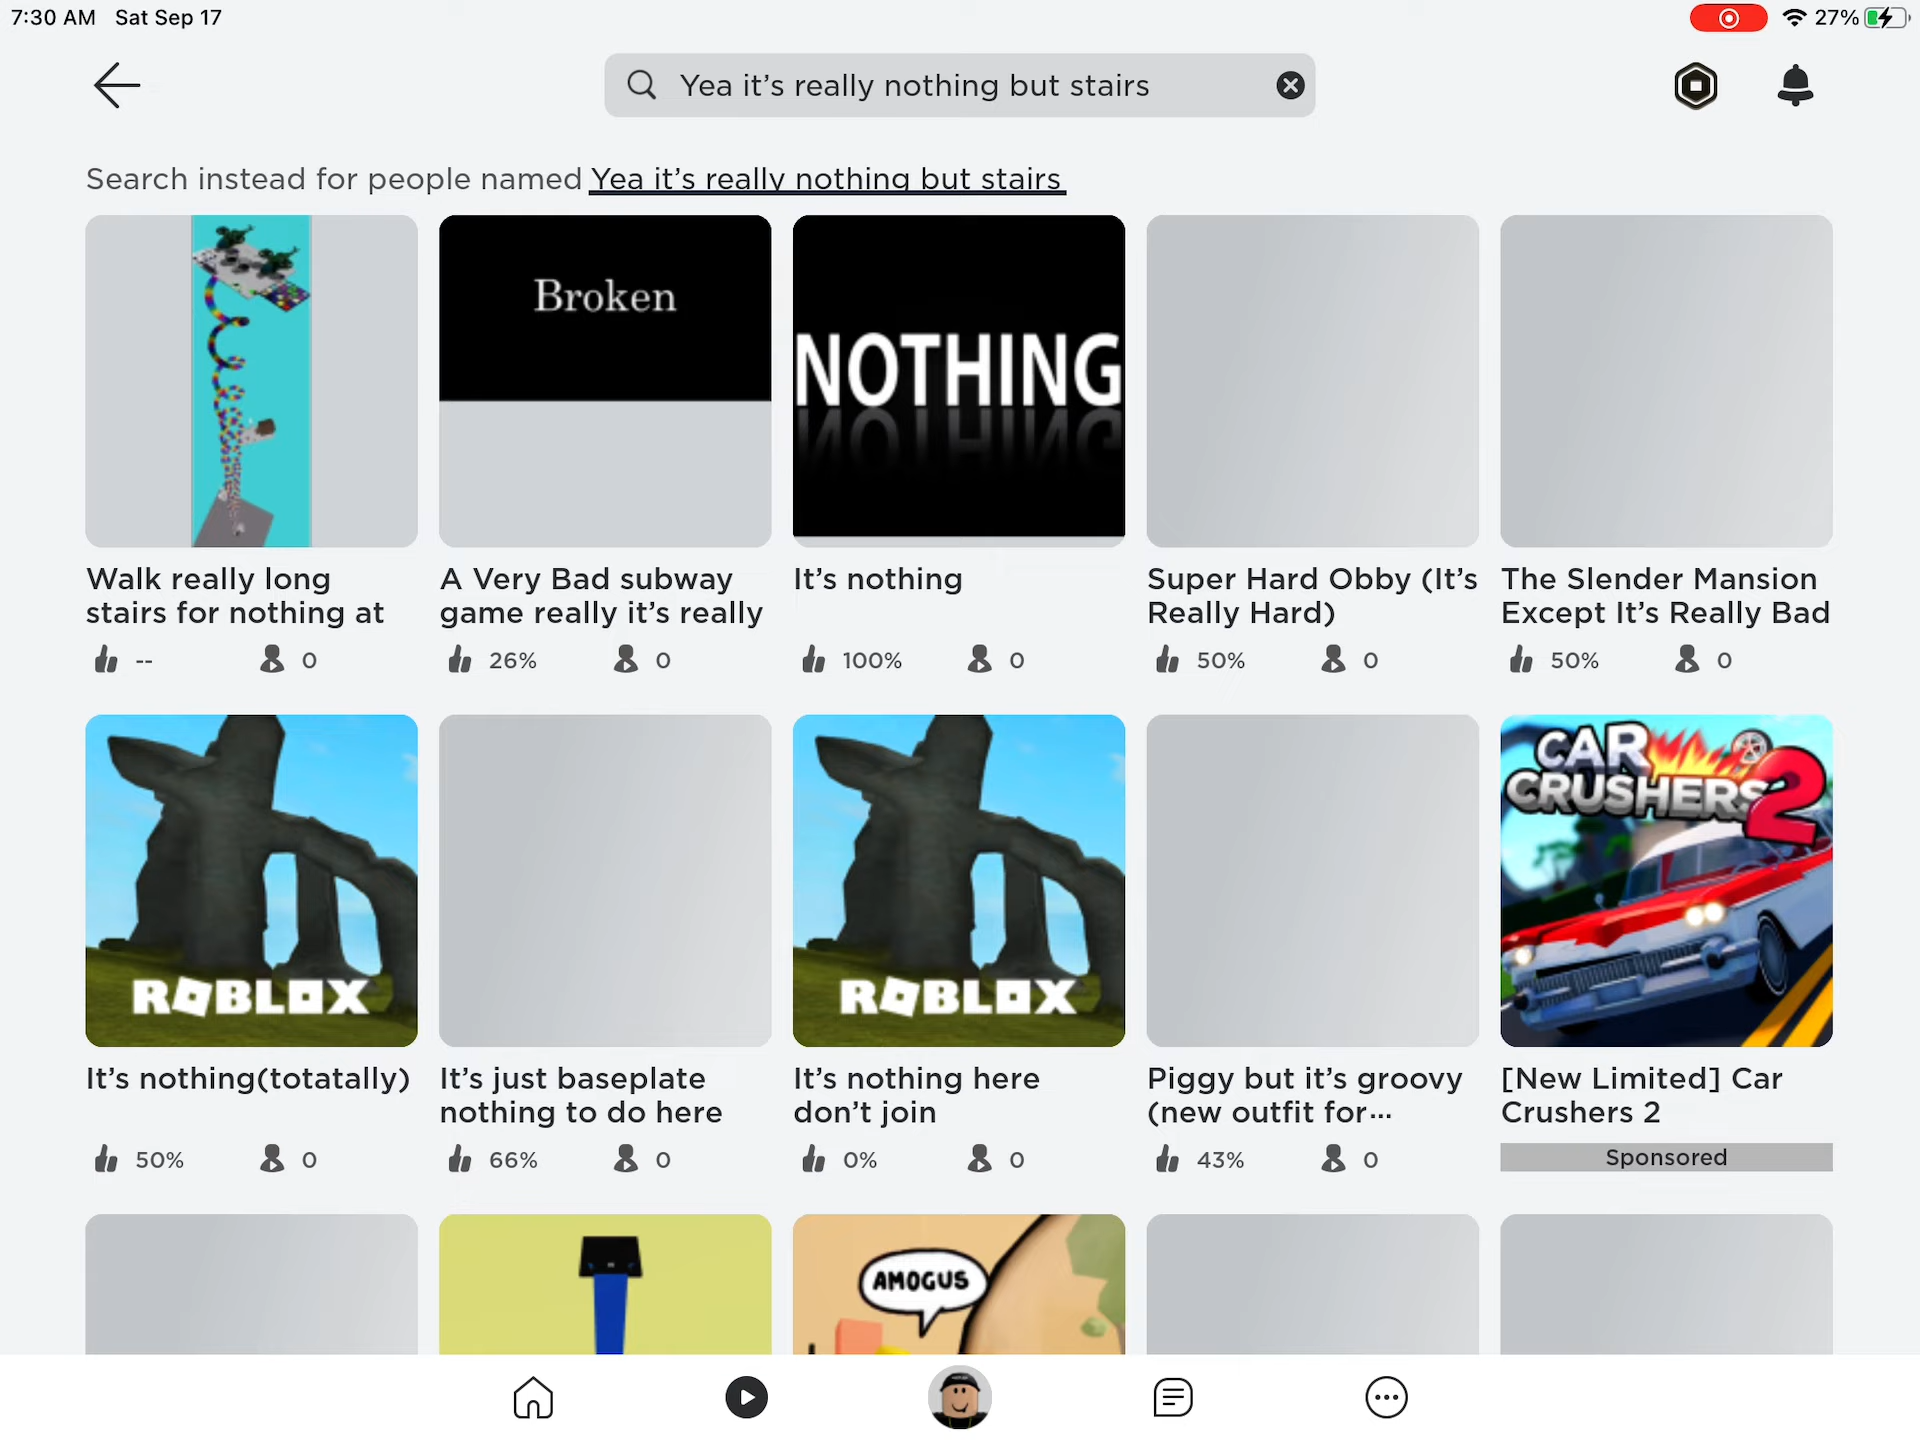 7:30 AM Sat Sep 17
27%
Yea it's really nothing but stairs
Search instead for people named Yea it's really nothing but stairs
Broken
NOTHING
Walk really long
stairs for nothing at
-- 0
A Very Bad subway
game really it's really
26% 0
It's nothing
100% 0
Super Hard Obby (It's
Really Hard)
50% 0
The Slender Mansion
Except It's Really Bad
50% 0
ROBLOX
ROBLOX
CAR
CRUSHERS 2
It's nothing(totatally)
50% 0
It's just baseplate
nothing to do here
66% 0
It's nothing here
don't join
0% 0
Piggy but it's groovy
(new outfit for...
43% 0
[New Limited] Car
Crushers 2
Sponsored
AMOGUS